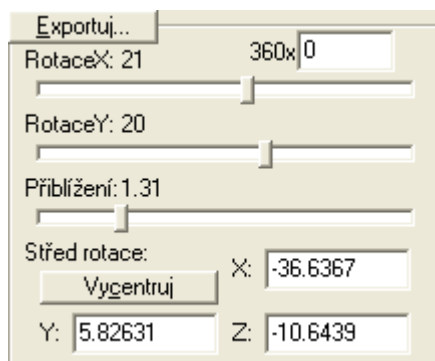 Exportuj...
RotaceX: 21 360x 0
RotaceY: 20
Přiblížení: 1.31
Střed rotace:
Vycentruj X: -36.6367
Y: 5.82631 Z: -10.6439